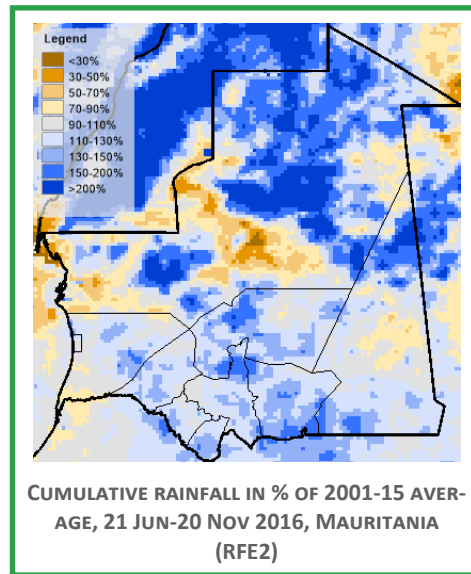 Legend
<30%
30-50%
50-70%
70-90%
90-110%
110-130%
130-150%
150-200%
>200%
CUMULATIVE RAINFALL IN % OF 2001-15 AVER-
AGE, 21 JUN-20 NOV 2016, MAURITANIA
(RFE2)